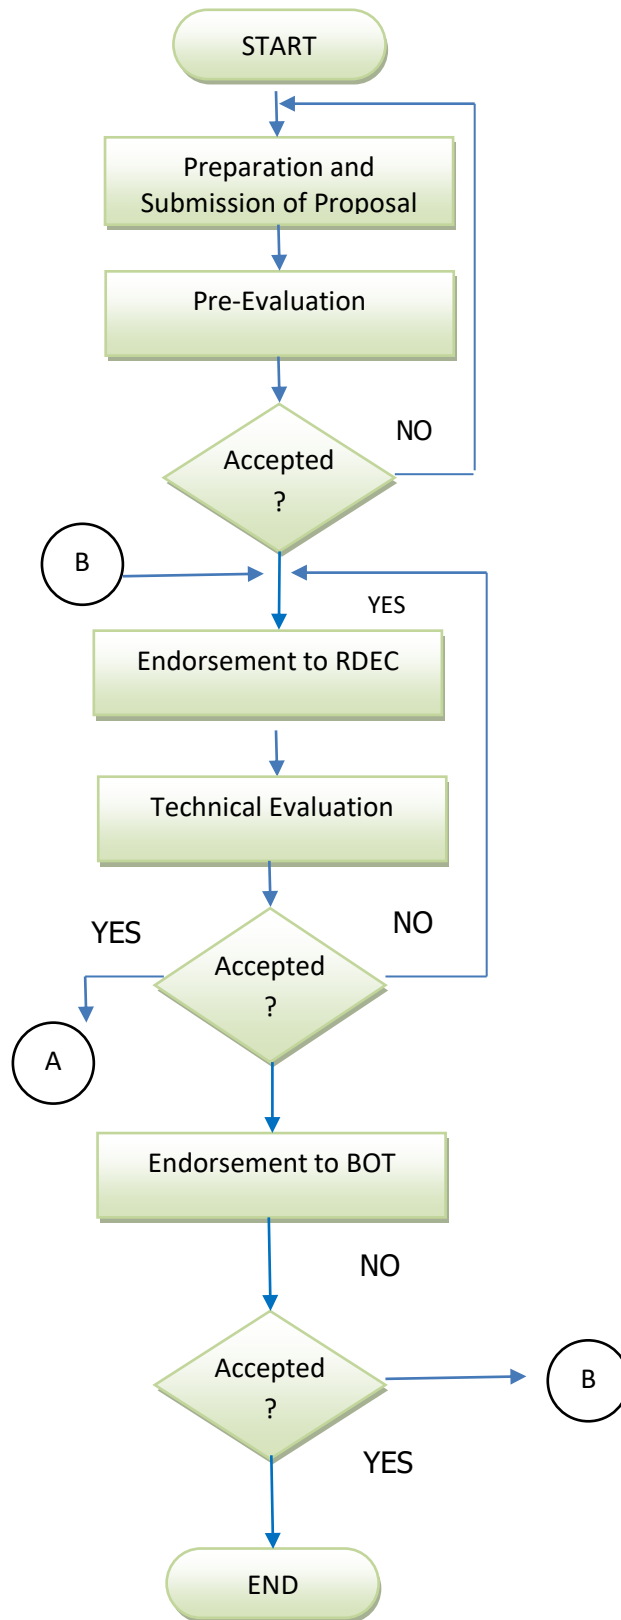 START
Preparation and
Submission of Proposal
Pre-Evaluation
NO
Accepted
?
B
YES
Endorsement to RDEC
Technical Evaluation
YES
NO
Accepted
?
A
Endorsement to BOT
NO
Accepted
?
B
YES
END